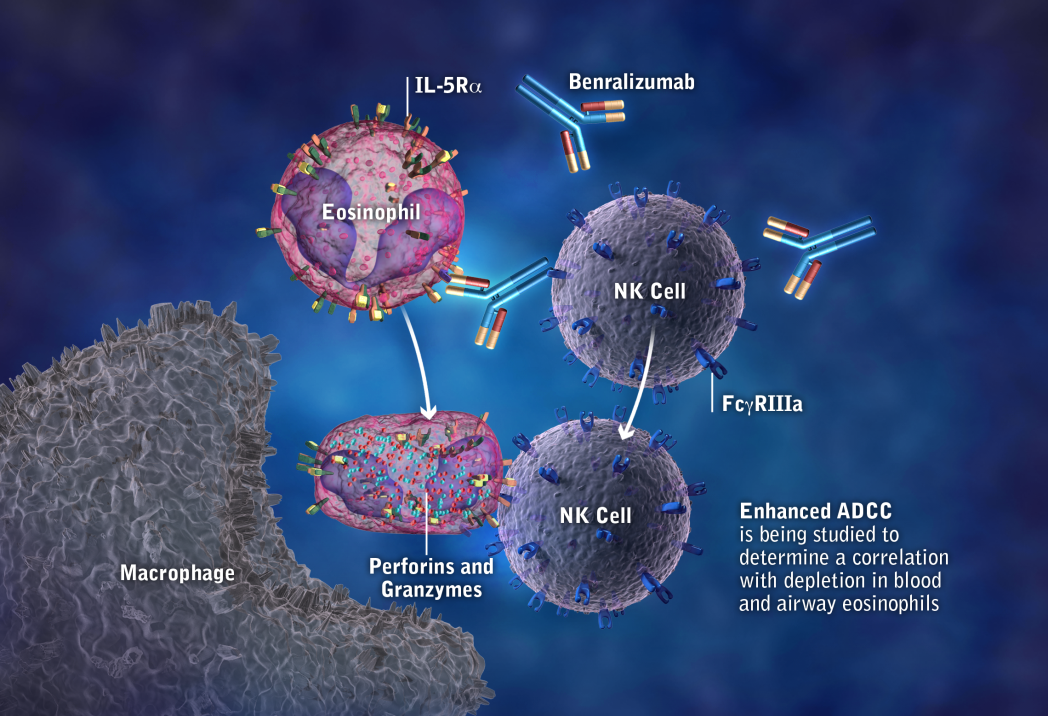 IL-5Rα
Benralizumab
Eosinophil
NK Cell
FcγRIIIa
NK Cell
Macrophage
Perforins and
Granzymes
Enhanced ADCC
is being studied to
determine a correlation
with depletion in blood
and airway eosinophils